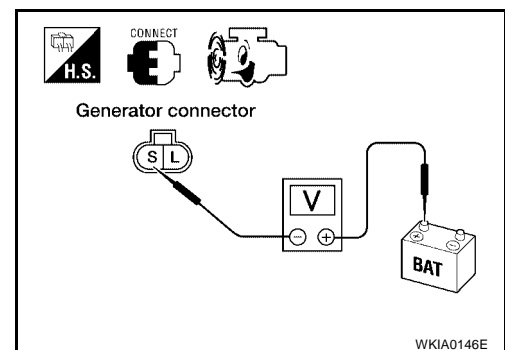 CONNECT
H.S.
Generator connector
S L
V
− +
+ −
BAT
WKIA0146E